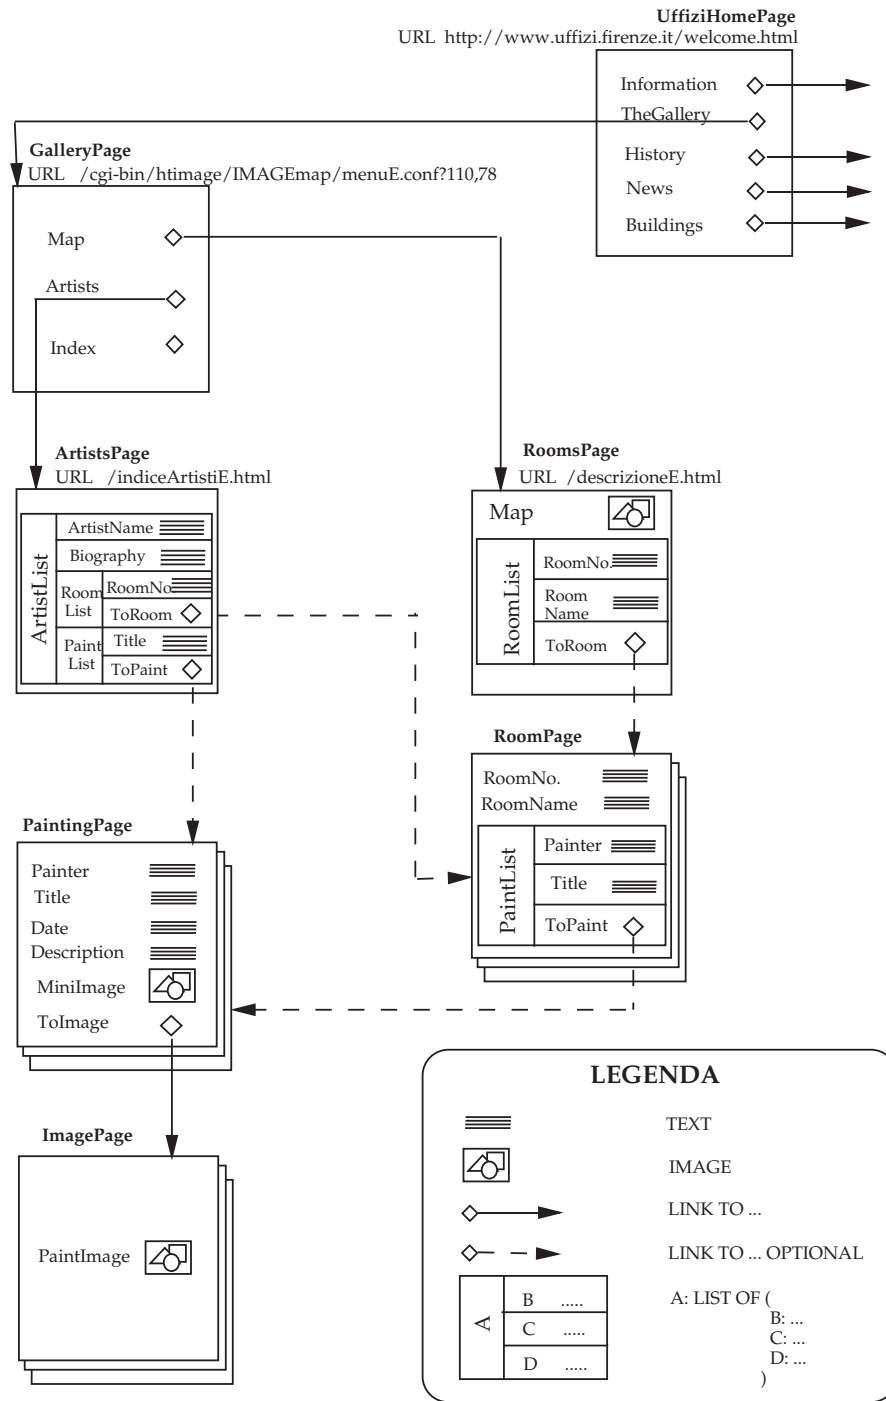 UffiziHomePage
URL http://www.uffizi.firenze.it/welcome.html
Information
TheGallery
History
News
Buildings
GalleryPage
URL /cgi-bin/htimage/IMAGEmap/menuE.conf?110,78
Map
Artists
Index
ArtistsPage
URL /indiceArtistiE.html
ArtistList
ArtistName
Biography
Room
List
RoomNo.
ToRoom
Paint
List
Title
ToPaint
RoomsPage
URL /descrizioneE.html
Map
RoomList
RoomNo.
Room
Name
ToRoom
RoomPage
RoomNo.
RoomName
PaintList
Painter
Title
ToPaint
PaintingPage
Painter
Title
Date
Description
MiniImage
ToImage
ImagePage
PaintImage
LEGENDA
TEXT
IMAGE
LINK TO ...
LINK TO ... OPTIONAL
A
B .....
C .....
D .....
A: LIST OF (
B: ...
C: ...
D: ...
)